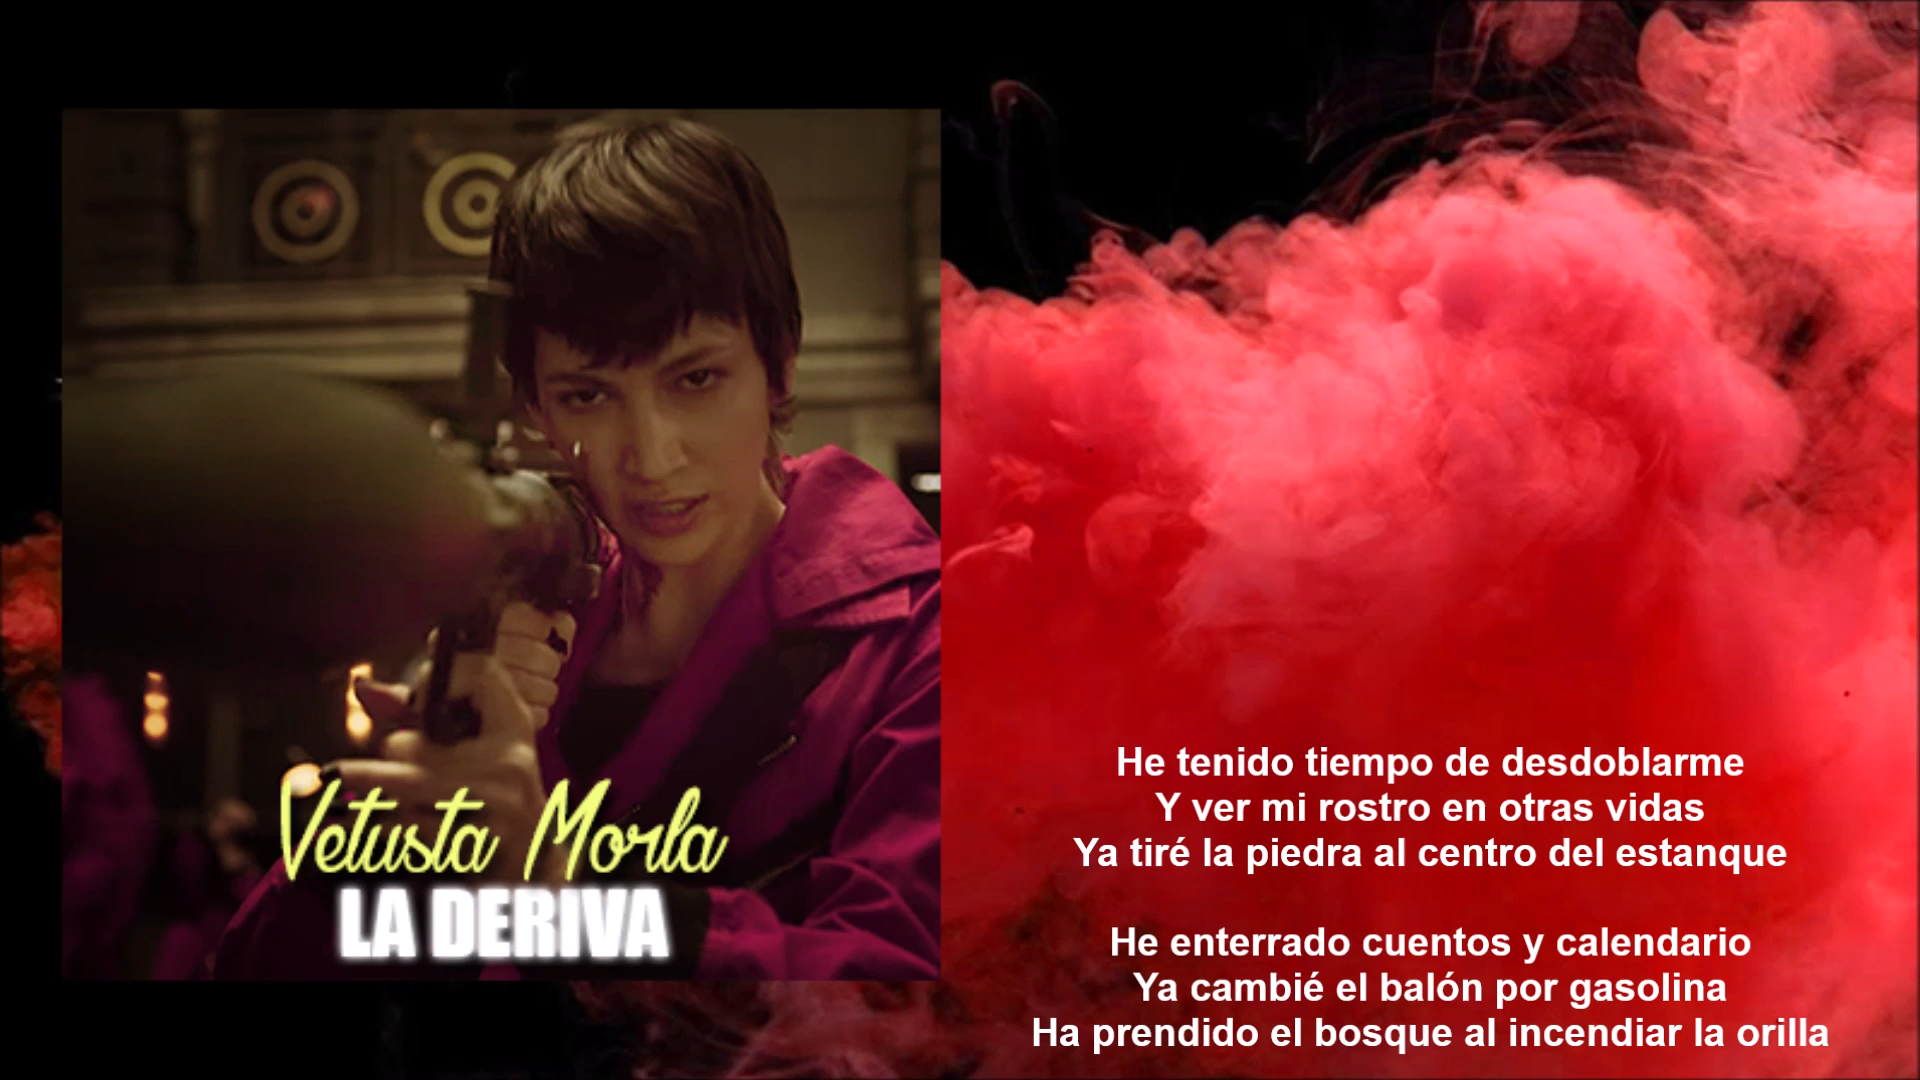 Vetusta Morla
LA DERIVA
He tenido tiempo de desdoblarme
Y ver mi rostro en otras vidas
Ya tiré la piedra al centro del estanque
He enterrado cuentos y calendario
Ya cambié el balón por gasolina
Ha prendido el bosque al incendiar la orilla